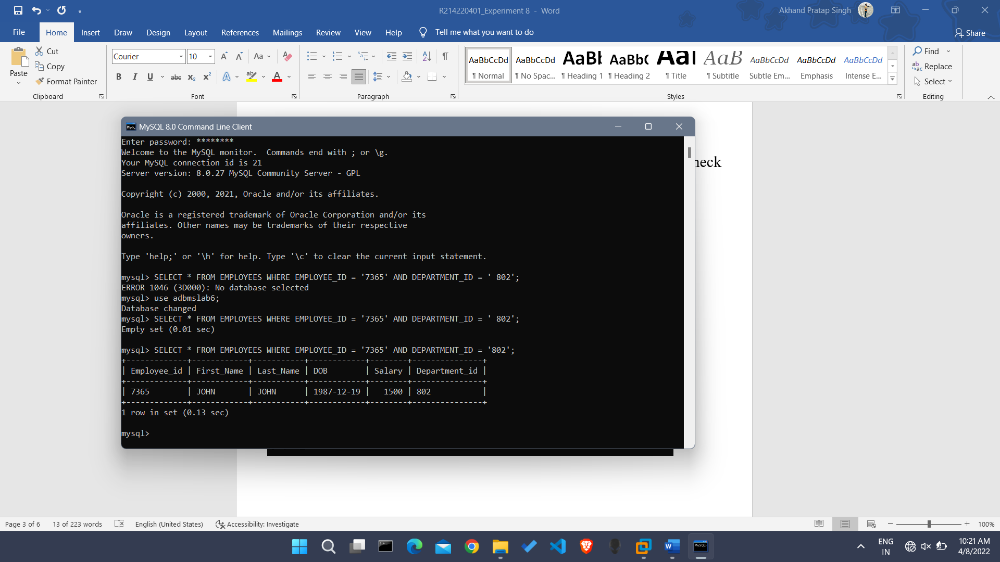 R214220401_Experiment 8 - Word
Akhand Pratap Singh
File Home Insert Draw Design Layout References Mailings Review View Help Tell me what you want to do
Share
Paste
Cut
Copy
Format Painter
Clipboard
Courier 10
Font
Paragraph
AaBbCcDd AaBbCcDd AaBl AaBb( Aal AaB AaBbCcDd AaBbCcDd AaBbCcDd
¶ Normal ¶ No Spac... ¶ Heading 1 ¶ Heading 2 ¶ Title ¶ Subtitle Subtle Em... Emphasis Intense E...
Styles
Find
Replace
Select
Editing
MySQL 8.0 Command Line Client
Enter password: ********
Welcome to the MySQL monitor.  Commands end with ; or \g.
Your MySQL connection id is 21
Server version: 8.0.27 MySQL Community Server - GPL
Copyright (c) 2000, 2021, Oracle and/or its affiliates.
Oracle is a registered trademark of Oracle Corporation and/or its
affiliates. Other names may be trademarks of their respective
owners.
Type 'help;' or '\h' for help. Type '\c' to clear the current input statement.
mysql> SELECT * FROM EMPLOYEES WHERE EMPLOYEE_ID = '7365' AND DEPARTMENT_ID = ' 802';
ERROR 1046 (3D000): No database selected
mysql> use adbmslab6;
Database changed
mysql> SELECT * FROM EMPLOYEES WHERE EMPLOYEE_ID = '7365' AND DEPARTMENT_ID = ' 802';
Empty set (0.01 sec)
mysql> SELECT * FROM EMPLOYEES WHERE EMPLOYEE_ID = '7365' AND DEPARTMENT_ID = '802';
+-------------+------------+-----------+------------+--------+---------------+
| Employee_id | First_Name | Last_Name | DOB        | Salary | Department_id |
+-------------+------------+-----------+------------+--------+---------------+
| 7365        | JOHN       | JOHN      | 1987-12-19 |   1500 | 802           |
+-------------+------------+-----------+------------+--------+---------------+
1 row in set (0.13 sec)
mysql>
heck
Page 3 of 6 13 of 223 words English (United States) Accessibility: Investigate
100%
ENG
IN
10:21 AM
4/8/2022